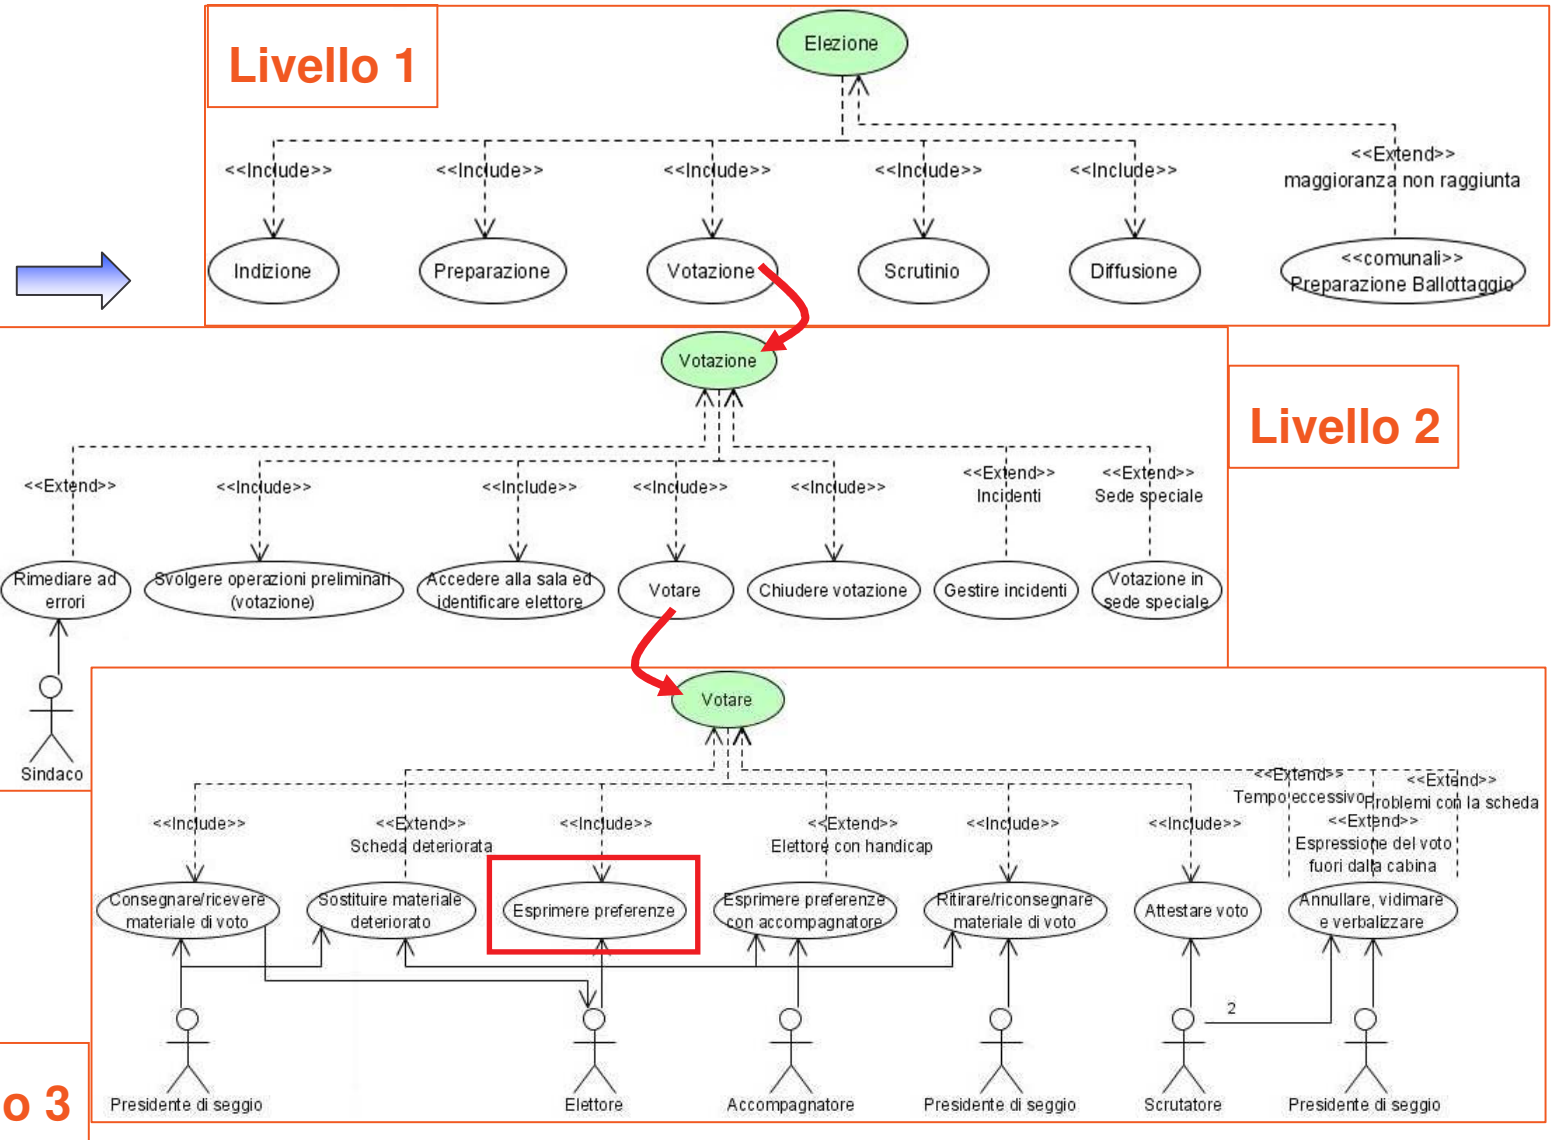 Livello 1
Elezione
<<Include>>
<<Include>>
<<Include>>
<<Include>>
<<Include>>
<<Extend>>
maggioranza non raggiunta
Indizione
Preparazione
Votazione
Scrutinio
Diffusione
<<comunali>>
Preparazione Ballottaggio
Livello 2
Votazione
<<Extend>>
<<Include>>
<<Include>>
<<Include>>
<<Include>>
<<Extend>>
Incidenti
<<Extend>>
Sede speciale
Rimediare ad
errori
Svolgere operazioni preliminari
(votazione)
Accedere alla sala ed
identificare elettore
Votare
Chiudere votazione
Gestire incidenti
Votazione in
sede speciale
Sindaco
Votare
<<Include>>
<<Extend>>
Scheda deteriorata
<<Include>>
<<Extend>>
Elettore con handicap
<<Include>>
<<Include>>
<<Extend>>
Tempo eccessivo
<<Extend>>
Problemi con la scheda
<<Extend>>
Espressione del voto
fuori dalla cabina
Consegnare/ricevere
materiale di voto
Sostituire materiale
deteriorato
Esprimere preferenze
Esprimere preferenze
con accompagnatore
Ritirare/riconsegnare
materiale di voto
Attestare voto
Annullare, vidimare
e verbalizzare
2
Presidente di seggio
Elettore
Accompagnatore
Presidente di seggio
Scrutatore
Presidente di seggio
o 3